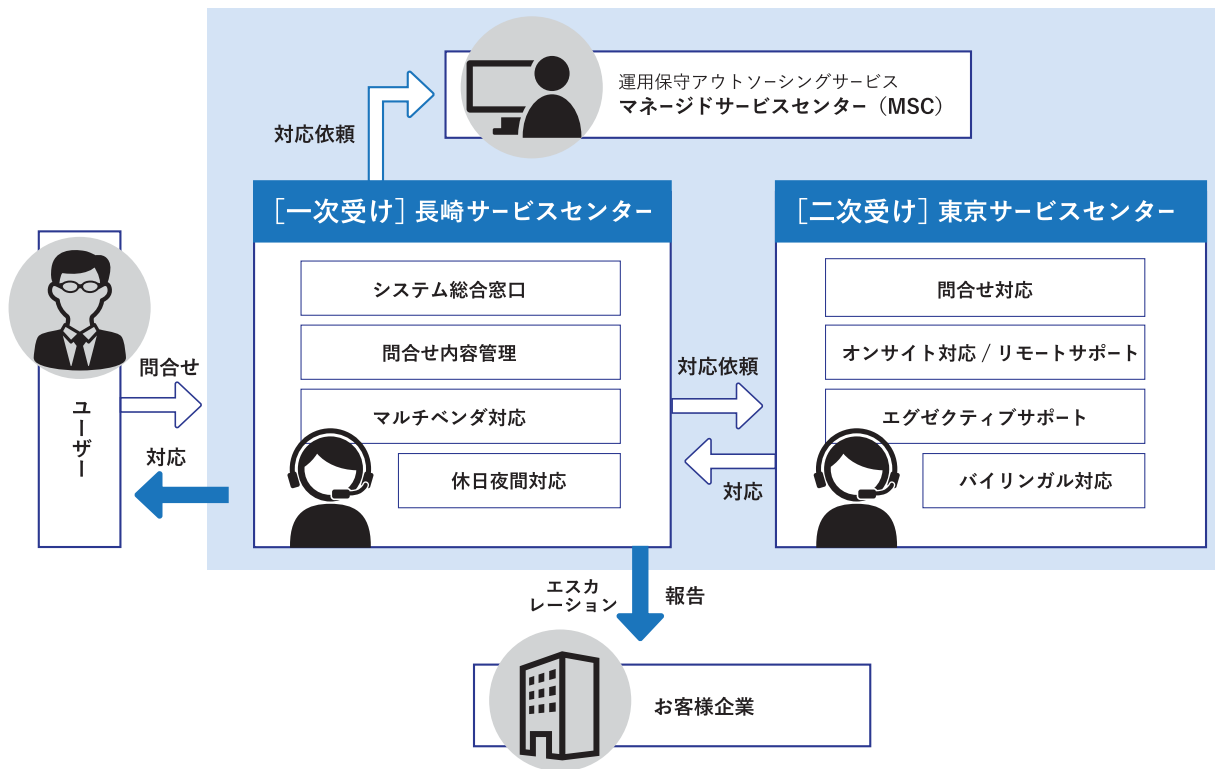 運用保守アウトソーシングサービス
マネージドサービスセンター（MSC）
対応依頼
［一次受け］長崎サービスセンター
システム総合窓口
問合せ内容管理
マルチベンダ対応
休日夜間対応
［二次受け］東京サービスセンター
問合せ対応
オンサイト対応 / リモートサポート
エグゼクティブサポート
バイリンガル対応
ユーザー
問合せ
対応
対応依頼
対応
エスカ
レーション
報告
お客様企業